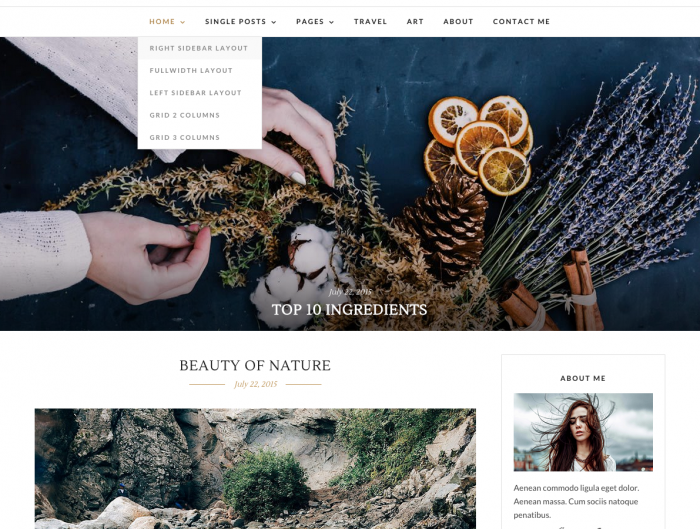 HOME SINGLE POSTS PAGES TRAVEL ART ABOUT CONTACT ME
RIGHT SIDEBAR LAYOUT
FULLWIDTH LAYOUT
LEFT SIDEBAR LAYOUT
GRID 2 COLUMNS
GRID 3 COLUMNS
July 22, 2015
TOP 10 INGREDIENTS
BEAUTY OF NATURE
July 22, 2015
ABOUT ME
Aenean commodo ligula eget dolor.
Aenean massa. Cum sociis natoque
penatibus.